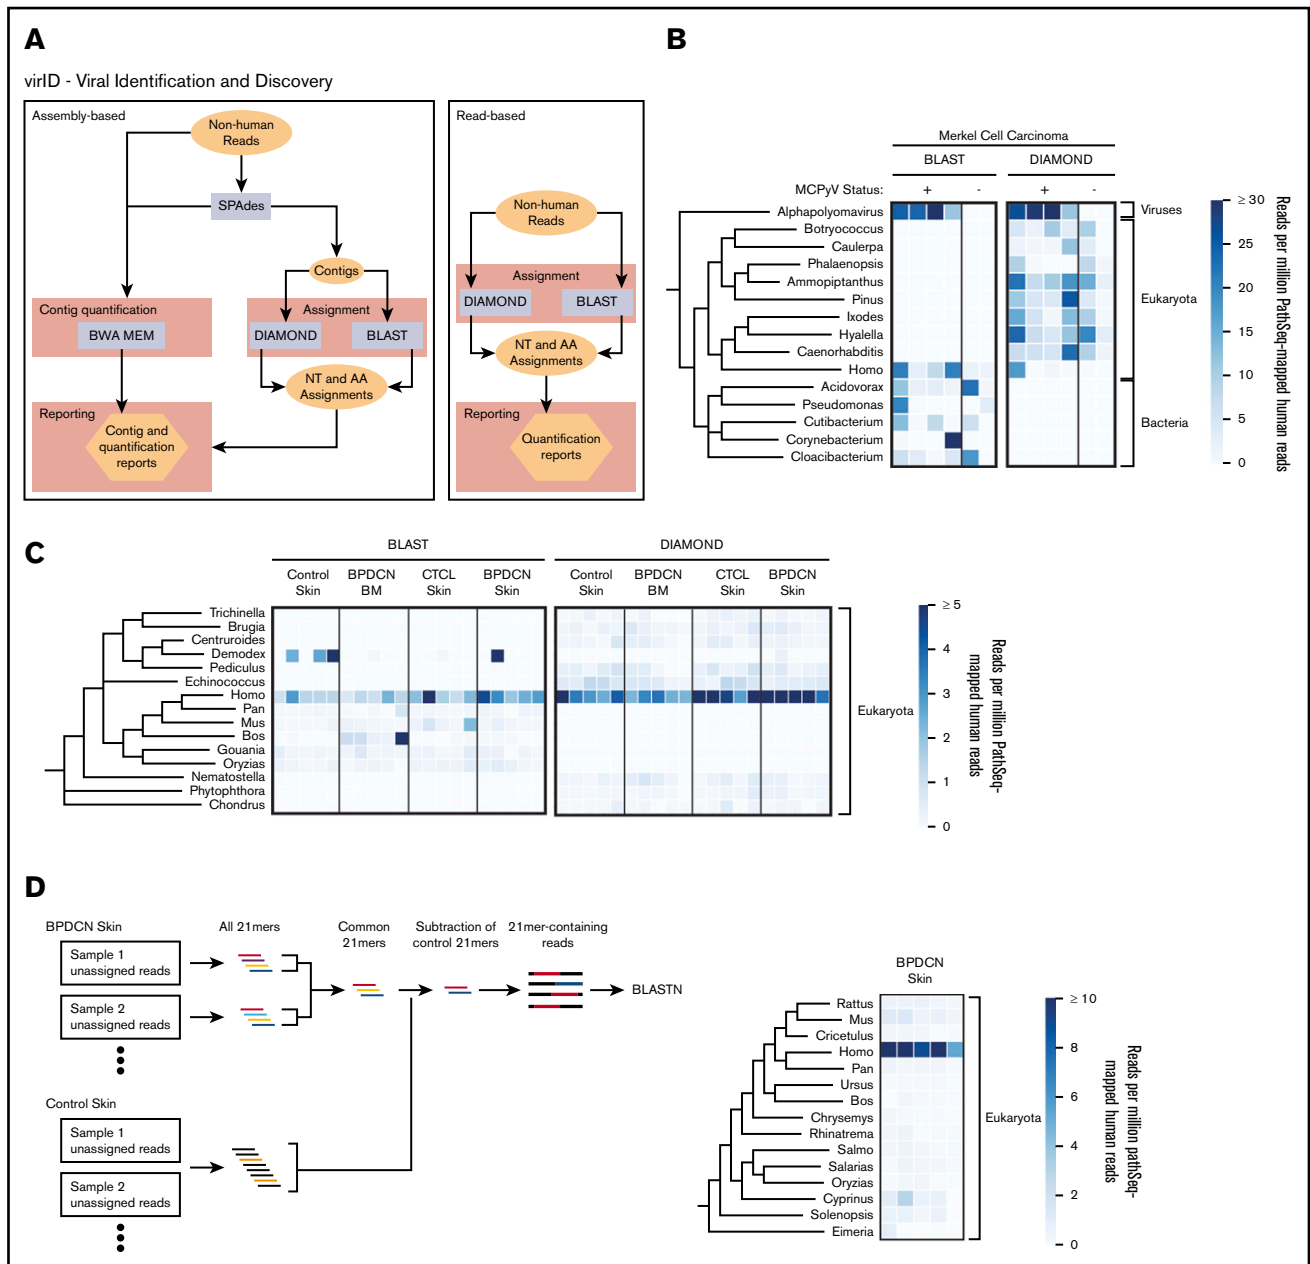 A
virID - Viral Identification and Discovery
Assembly-based
Non-human
Reads
SPAdes
Contigs
Contig quantification
BWA MEM
Assignment
DIAMOND
BLAST
NT and AA
Assignments
Reporting
Contig and
quantification
reports
Read-based
Non-human
Reads
Assignment
DIAMOND
BLAST
NT and AA
Assignments
Reporting
Quantification
reports
B
Merkel Cell Carcinoma
BLAST
DIAMOND
MCPyV Status:
+
-
+
-
Alphapolyomavirus
Botryococcus
Caulerpa
Phalaenopsis
Ammopiptanthus
Pinus
Ixodes
Hyalella
Caenorhabditis
Homo
Acidovorax
Pseudomonas
Cutibacterium
Corynebacterium
Cloacibacterium
Viruses
Eukaryota
Bacteria
≥ 30
25
20
15
10
5
0
Reads per million PathSeq-mapped human reads
C
BLAST
DIAMOND
Control
Skin
BPDCN
BM
CTCL
Skin
BPDCN
Skin
Control
Skin
BPDCN
BM
CTCL
Skin
BPDCN
Skin
Trichinella
Brugia
Centruroides
Demodex
Pediculus
Echinococcus
Homo
Pan
Mus
Bos
Gouania
Oryzias
Nematostella
Phytophthora
Chondrus
Eukaryota
≥ 5
4
3
2
1
0
Reads per million PathSeq-
mapped human reads
D
BPDCN Skin
Sample 1
unassigned reads
Sample 2
unassigned reads
Control Skin
Sample 1
unassigned reads
Sample 2
unassigned reads
All 21mers
Common
21mers
Subtraction of
control 21mers
21mer-containing
reads
BLASTN
BPDCN
Skin
Rattus
Mus
Cricetulus
Homo
Pan
Ursus
Bos
Chrysemys
Rhinatrema
Salmo
Salarias
Oryzias
Cyprinus
Solenopsis
Eimeria
Eukaryota
≥ 10
8
6
4
2
0
Reads per million pathSeq-
mapped human reads